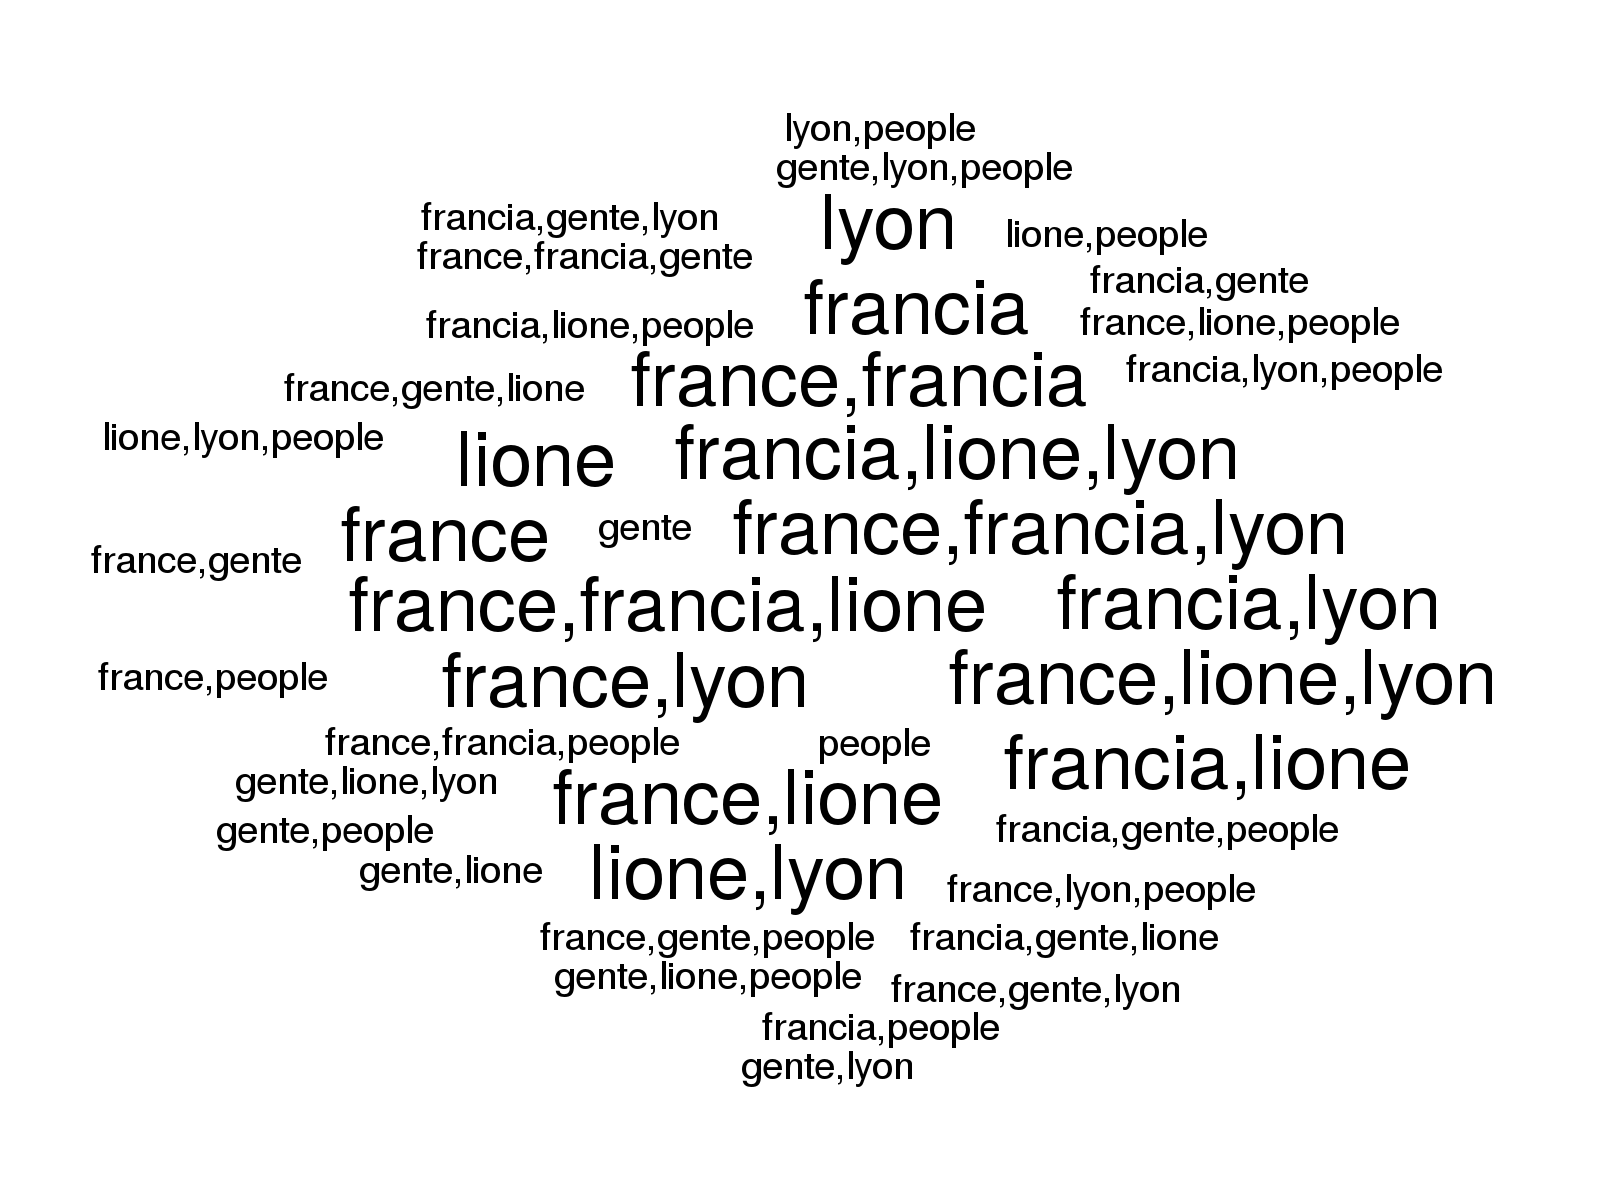 lyon,people
gente,lyon,people
francia,gente,lyon
lyon
lione,people
france,francia,gente
francia,gente
francia,lione,people
francia
france,lione,people
france,gente,lione
france,francia
francia,lyon,people
lione,lyon,people
lione
francia,lione,lyon
france
gente
france,francia,lyon
france,gente
france,francia,lione
francia,lyon
france,people
france,lyon
france,lione,lyon
france,francia,people
people
francia,lione
gente,lione,lyon
france,lione
gente,people
francia,gente,people
gente,lione
lione,lyon
france,lyon,people
france,gente,people
francia,gente,lione
gente,lione,people
france,gente,lyon
francia,people
gente,lyon